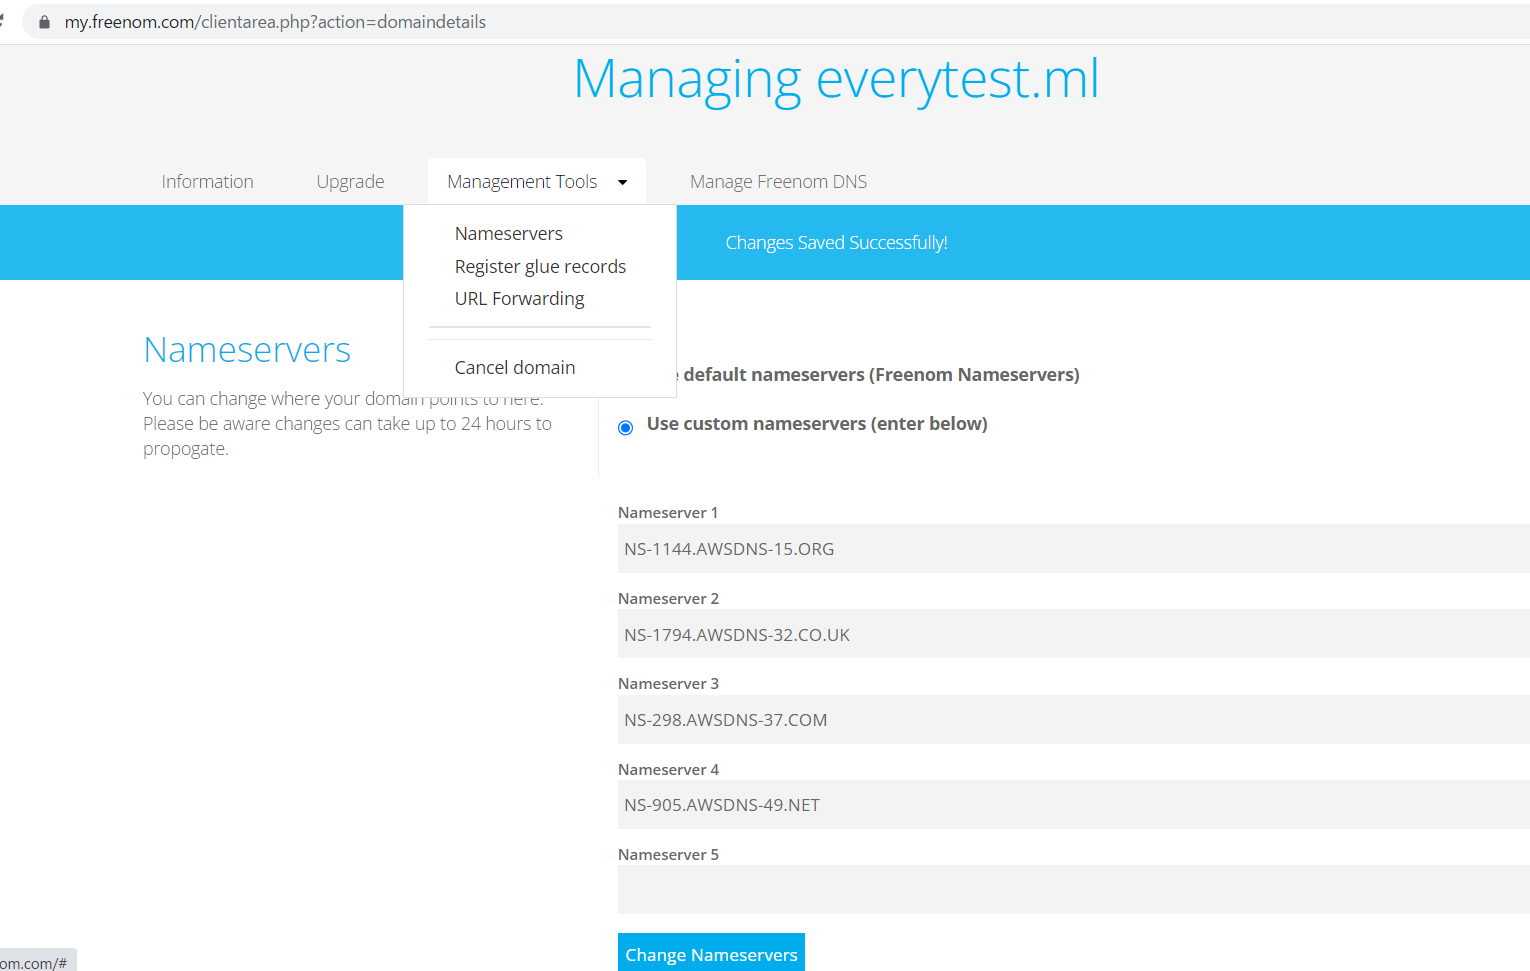 my.freenom.com/clientarea.php?action=domaindetails
Managing everytest.ml
Information Upgrade Management Tools Manage Freenom DNS
Changes Saved Successfully!
Nameservers
Register glue records
URL Forwarding
Cancel domain
Nameservers
You can change where your domain points to here.
Please be aware changes can take up to 24 hours to
propogate.
default nameservers (Freenom Nameservers)
Use custom nameservers (enter below)
Nameserver 1
NS-1144.AWSDNS-15.ORG
Nameserver 2
NS-1794.AWSDNS-32.CO.UK
Nameserver 3
NS-298.AWSDNS-37.COM
Nameserver 4
NS-905.AWSDNS-49.NET
Nameserver 5
Change Nameservers
om.com/#